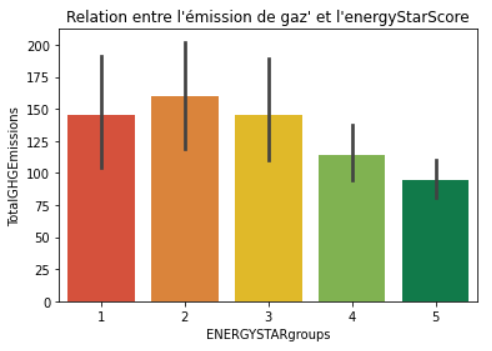 Relation entre l'émission de gaz' et l'energyStarScore
200
175
150
125
100
75
50
25
0
TotalGHGEmissions
1 2 3 4 5
ENERGYSTARgroups